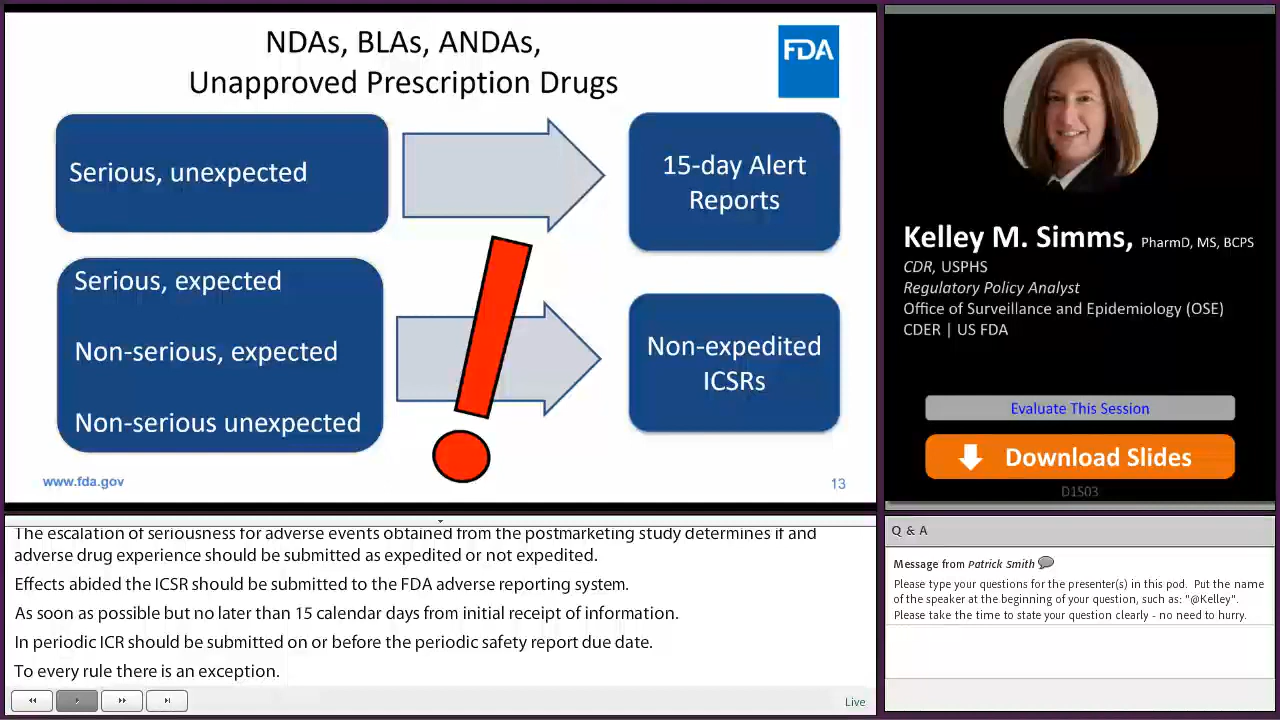 NDAs, BLAs, ANDAs,
Unapproved Prescription Drugs
FDA
Serious, unexpected
15-day Alert
Reports
Serious, expected
Non-serious, expected
Non-serious unexpected
Non-expedited
ICSRs
www.fda.gov
13
Kelley M. Simms, PharmD, MS, BCPS
CDR, USPHS
Regulatory Policy Analyst
Office of Surveillance and Epidemiology (OSE)
CDER | US FDA
Evaluate This Session
Download Slides
D1S03
The escalation of seriousness for adverse events obtained from the postmarketing study determines if and
adverse drug experience should be submitted as expedited or not expedited.
Effects abided the ICSR should be submitted to the FDA adverse reporting system.
As soon as possible but no later than 15 calendar days from initial receipt of information.
In periodic ICR should be submitted on or before the periodic safety report due date.
To every rule there is an exception.
Live
Q & A
Message from Patrick Smith
Please type your questions for the presenter(s) in this pod. Put the name
of the speaker at the beginning of your question, such as: "@Kelley".
Please take the time to state your question clearly - no need to hurry.